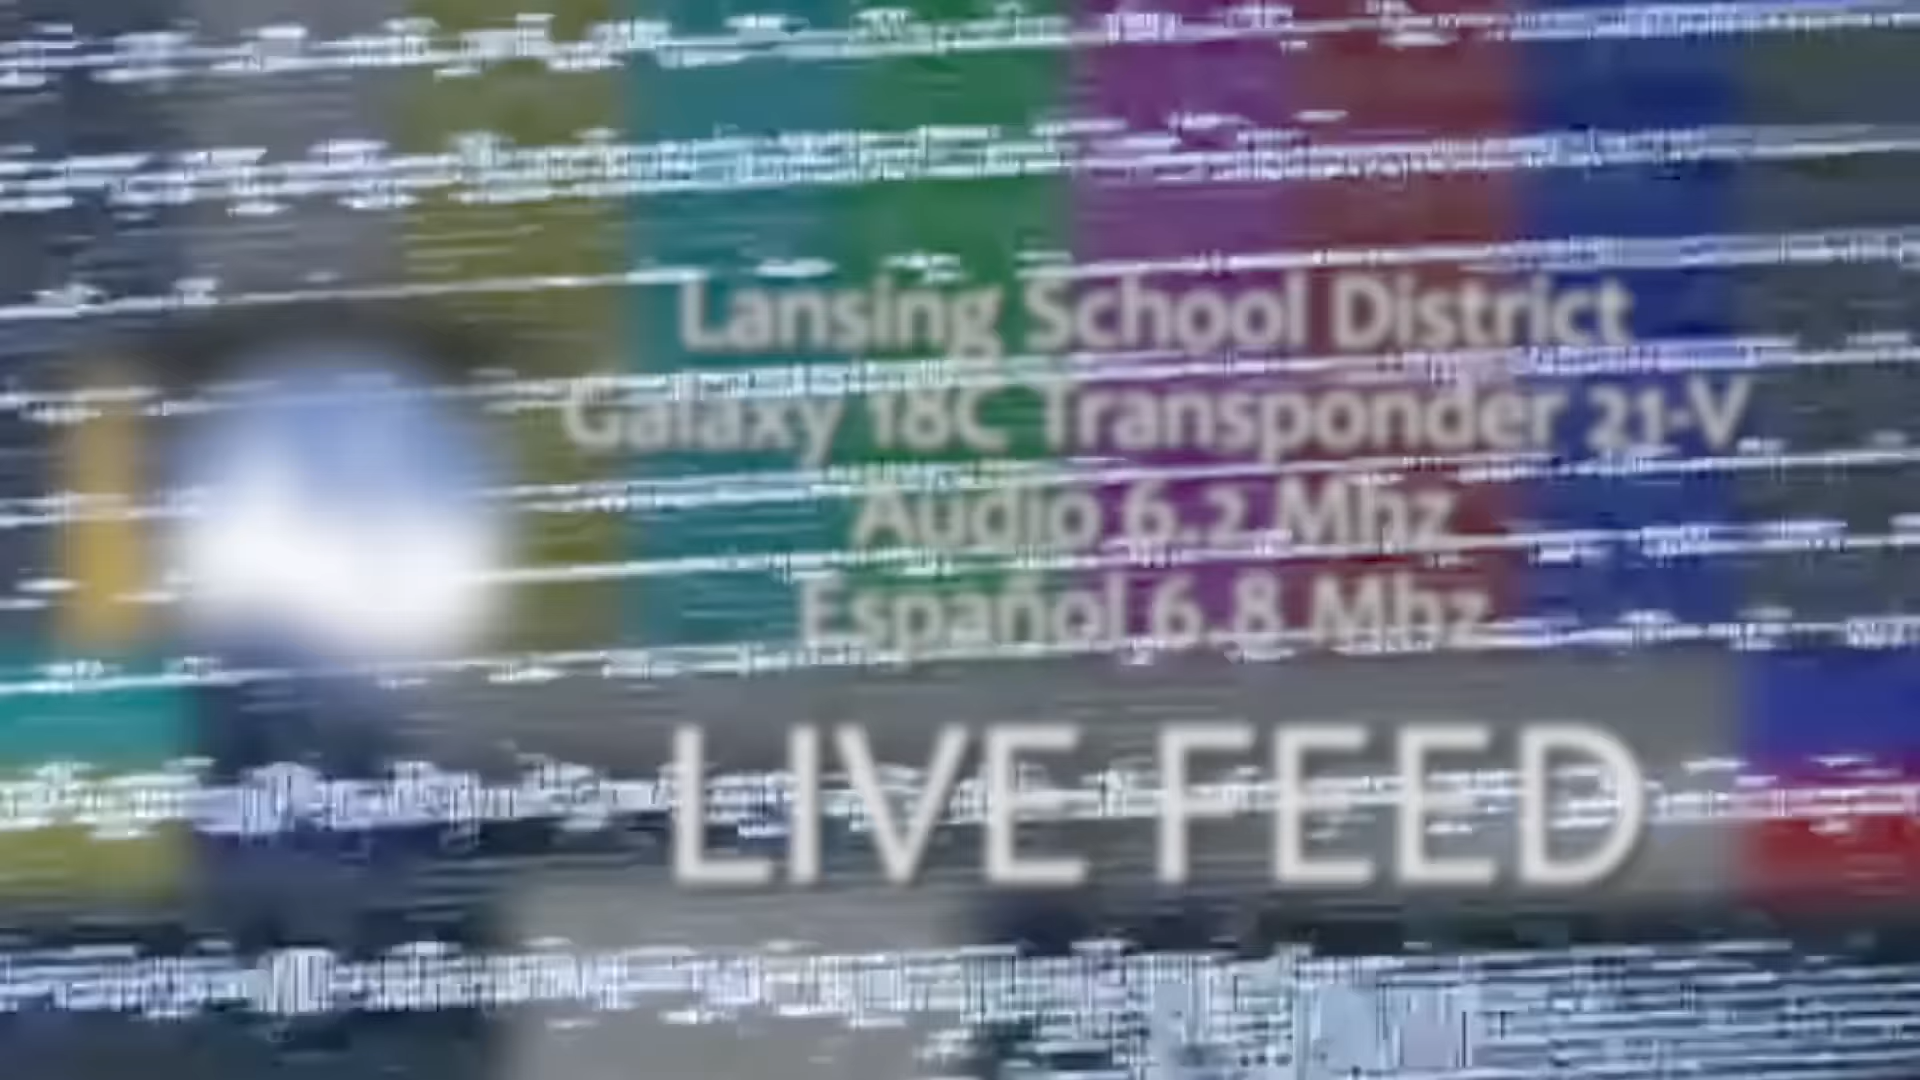 Lansing School District
Galaxy 18C Transponder 21-V
Audio 6.2 Mhz
Español 6.8 Mhz
LIVE FEED